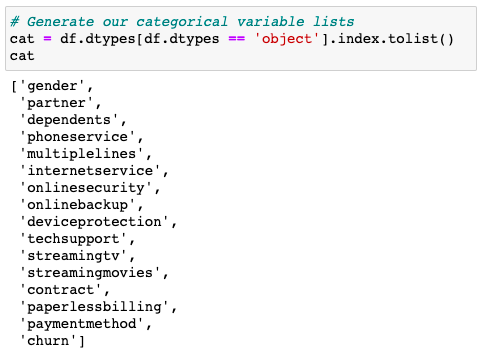 # Generate our categorical variable lists
cat = df.dtypes[df.dtypes == 'object'].index.tolist()
cat
['gender',
 'partner',
 'dependents',
 'phoneservice',
 'multiplelines',
 'internetservice',
 'onlinesecurity',
 'onlinebackup',
 'deviceprotection',
 'techsupport',
 'streamingtv',
 'streamingmovies',
 'contract',
 'paperlessbilling',
 'paymentmethod',
 'churn']